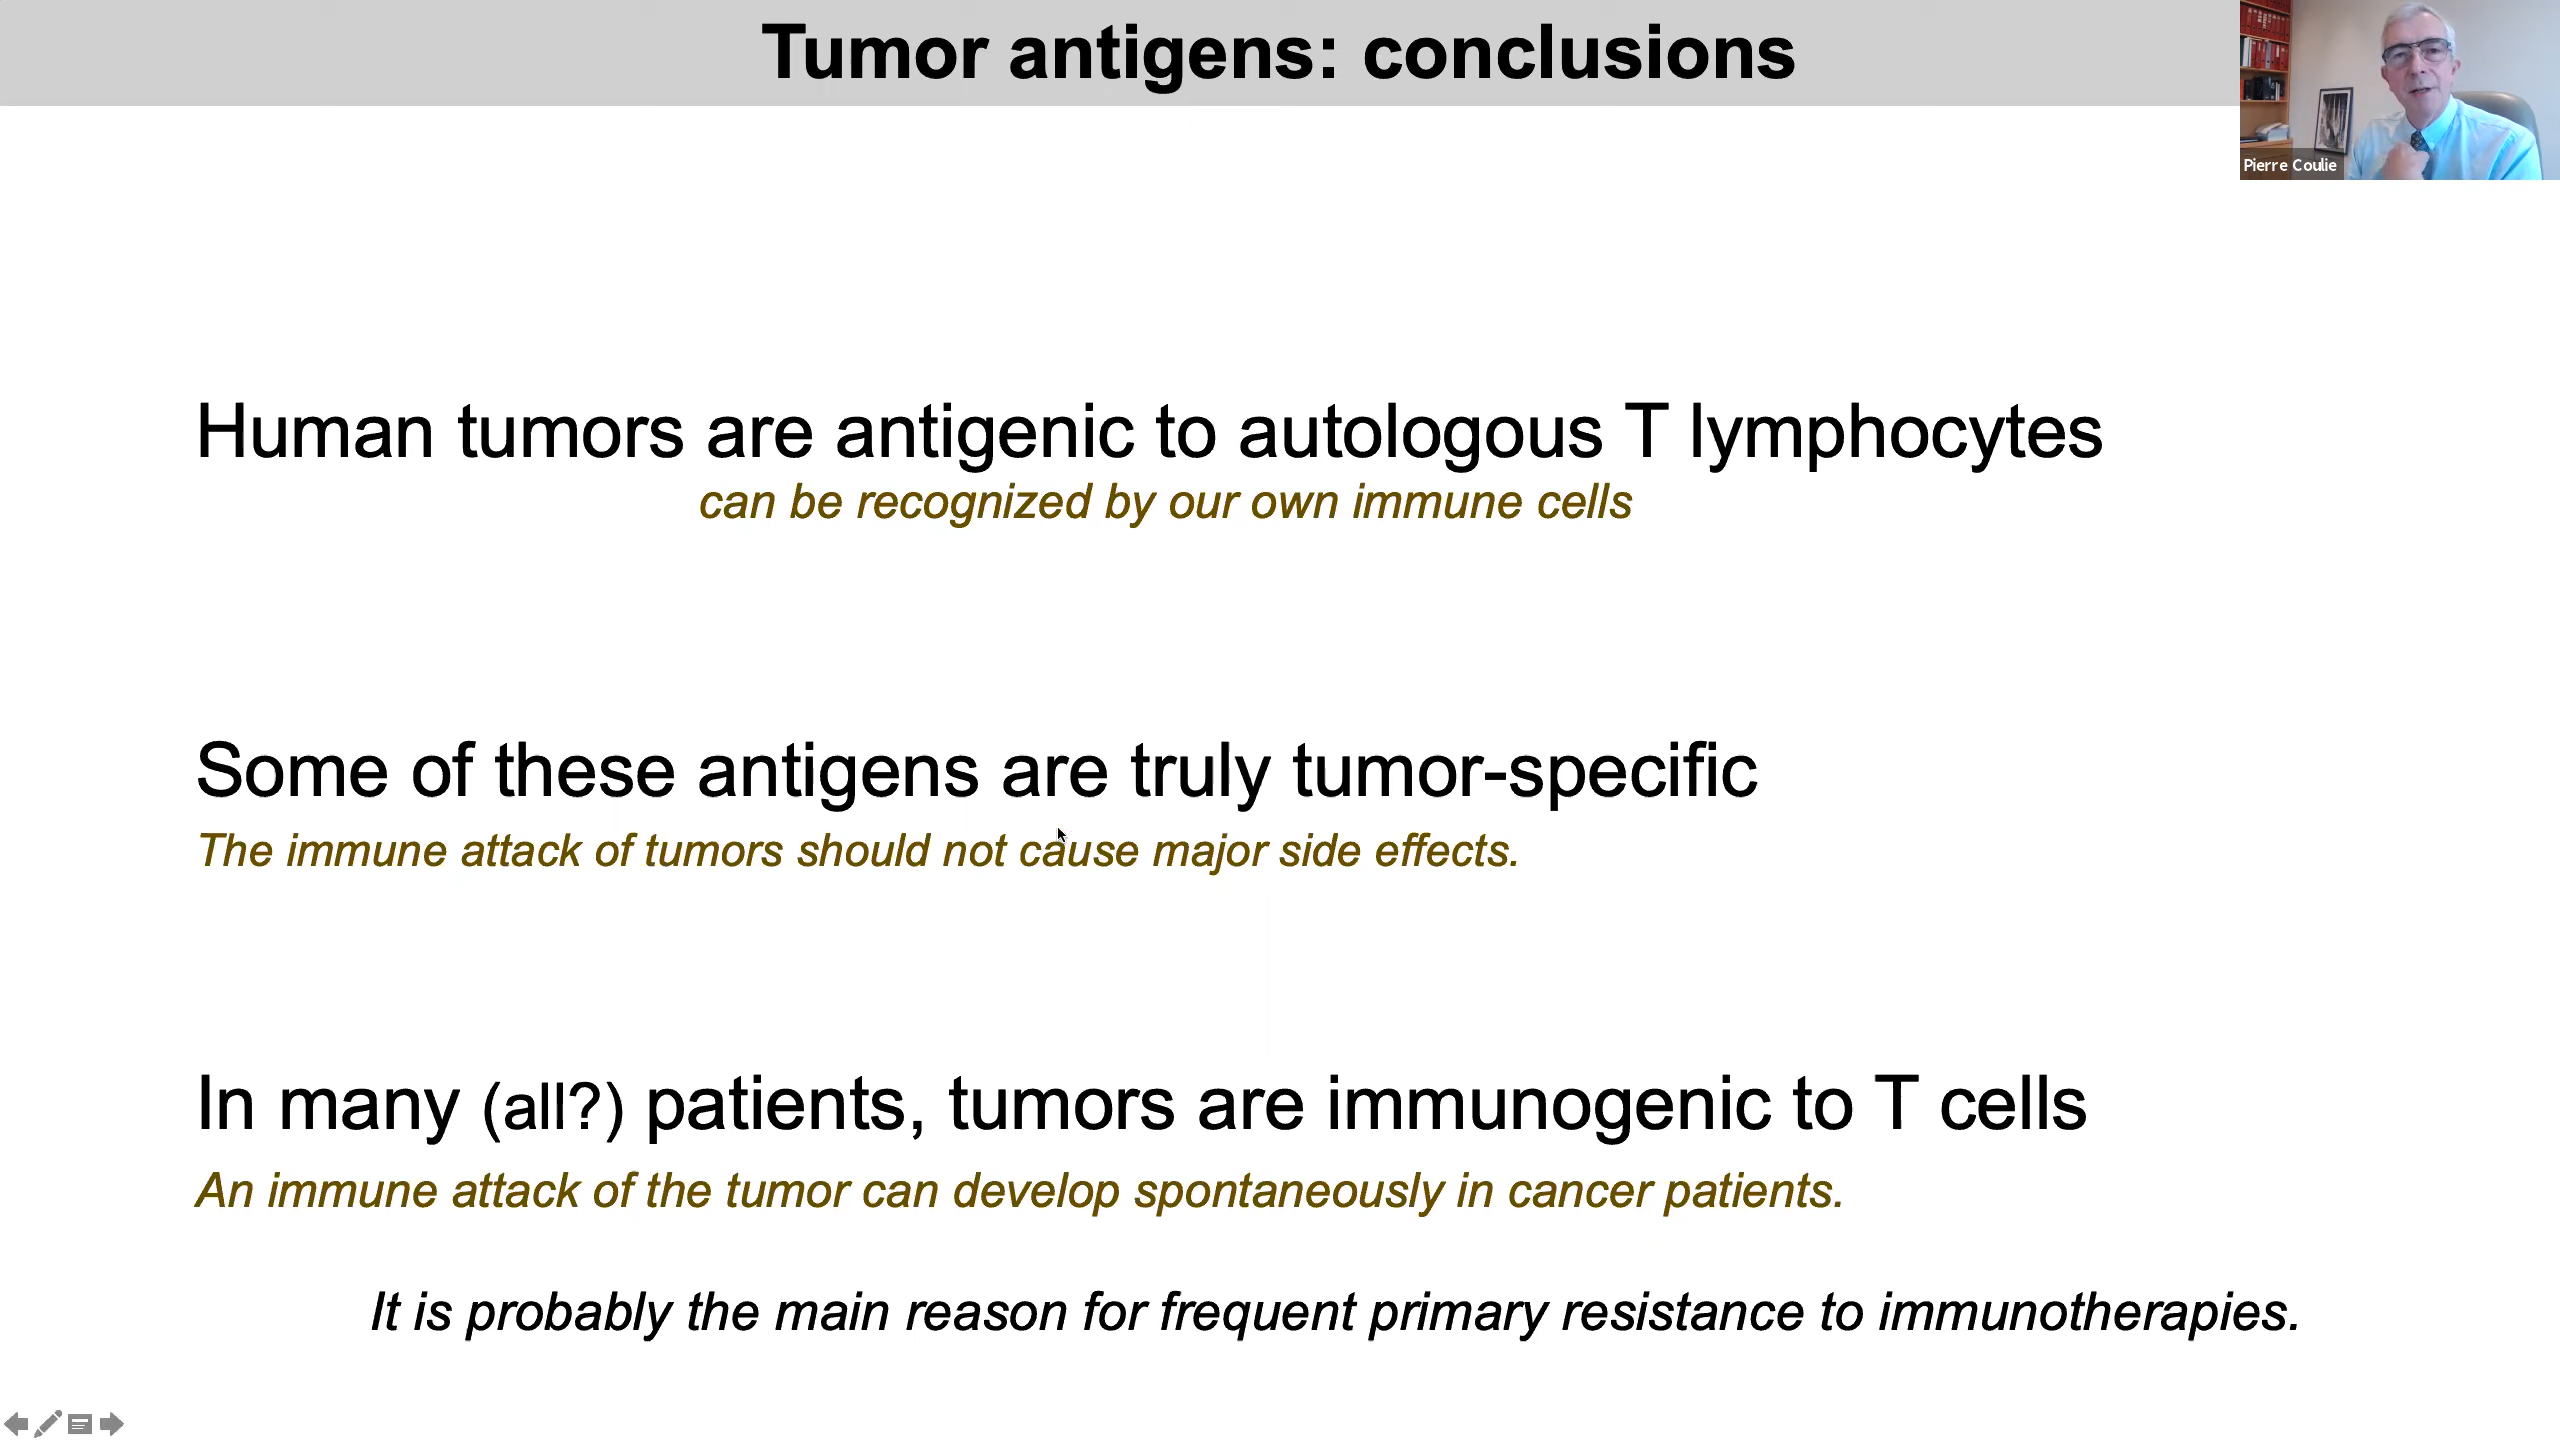 Tumor antigens: conclusions
Pierre Coulie
Human tumors are antigenic to autologous T lymphocytes
can be recognized by our own immune cells
Some of these antigens are truly tumor-specific
The immune attack of tumors should not cause major side effects.
In many (all?) patients, tumors are immunogenic to T cells
An immune attack of the tumor can develop spontaneously in cancer patients.
It is probably the main reason for frequent primary resistance to immunotherapies.